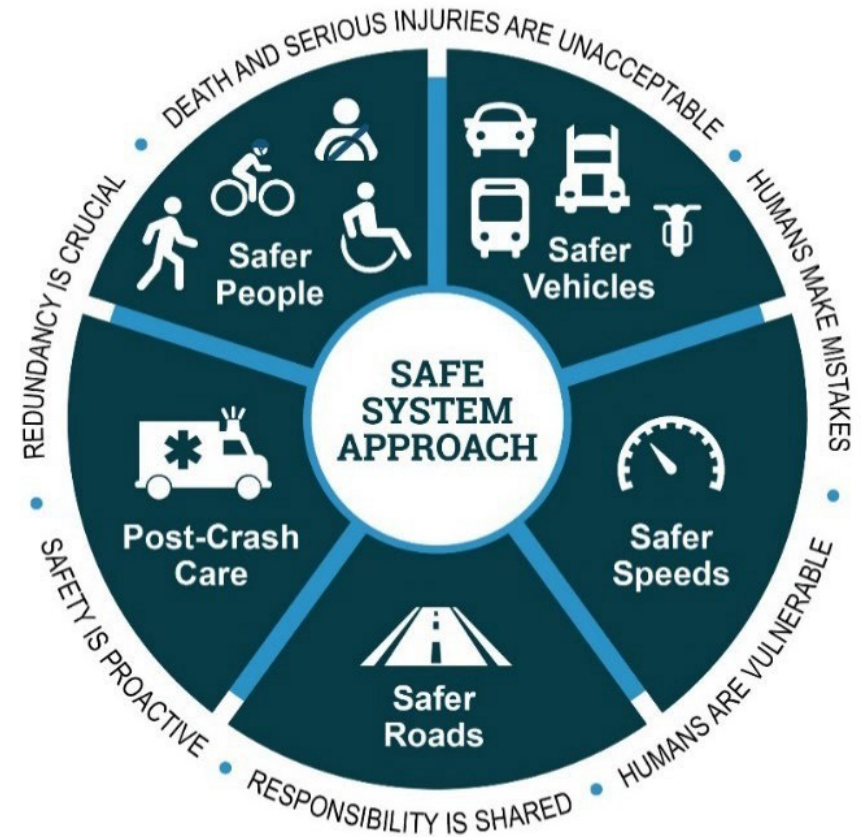 DEATH AND SERIOUS INJURIES ARE UNACCEPTABLE
HUMANS MAKE MISTAKES
HUMANS ARE VULNERABLE
RESPONSIBILITY IS SHARED
SAFETY IS PROACTIVE
REDUNDANCY IS CRUCIAL
Safer
People
Safer
Vehicles
SAFE
SYSTEM
APPROACH
Post-Crash
Care
Safer
Speeds
Safer
Roads